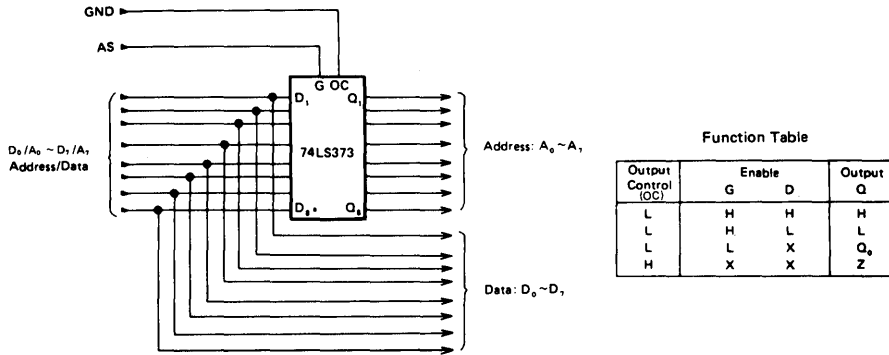 GND
AS
G OC
D₁ Q₁
D₀/A₀ ~ D₇/A₇
Address/Data
74LS373
Address: A₀~A₇
D₈ Q₈
Data: D₀~D₇
Function Table
Output Control (OC) Enable Output
G D Q
L H H H
L H L L
L L X Q₀
H X X Z